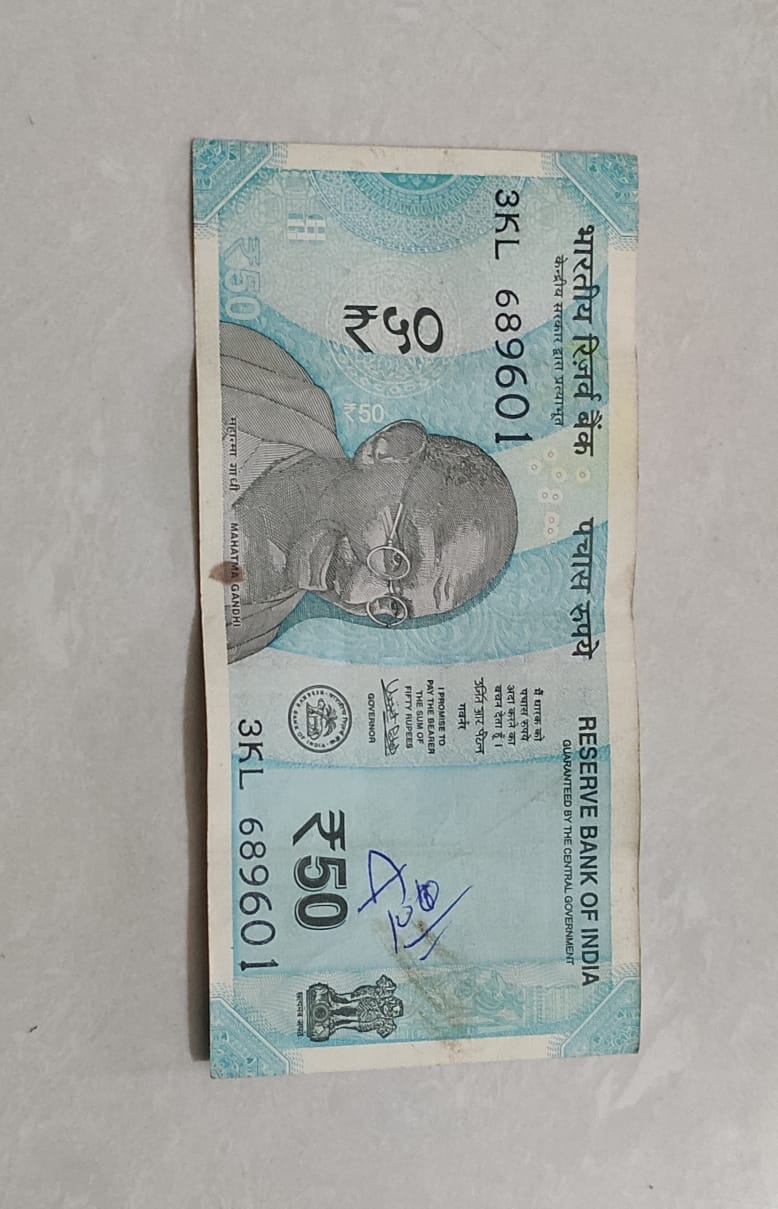 भारतीय रिज़र्व बैंक
केन्द्रीय सरकार द्वारा प्रत्याभूत
पचास रुपये
RESERVE BANK OF INDIA
GUARANTEED BY THE CENTRAL GOVERNMENT
3KL 689601
₹५०
₹50
₹50
महात्मा गांधी
MAHATMA GANDHI
मैं धारक को
पचास रुपये
अदा करने का
वचन देता हूँ ।
उर्जित आर पटेल
गवर्नर
I PROMISE TO
PAY THE BEARER
THE SUM OF
FIFTY RUPEES
GOVERNOR
भारतीय रिज़र्व बैंक
RESERVE BANK OF INDIA
₹50
सत्यमेव जयते
3KL 689601